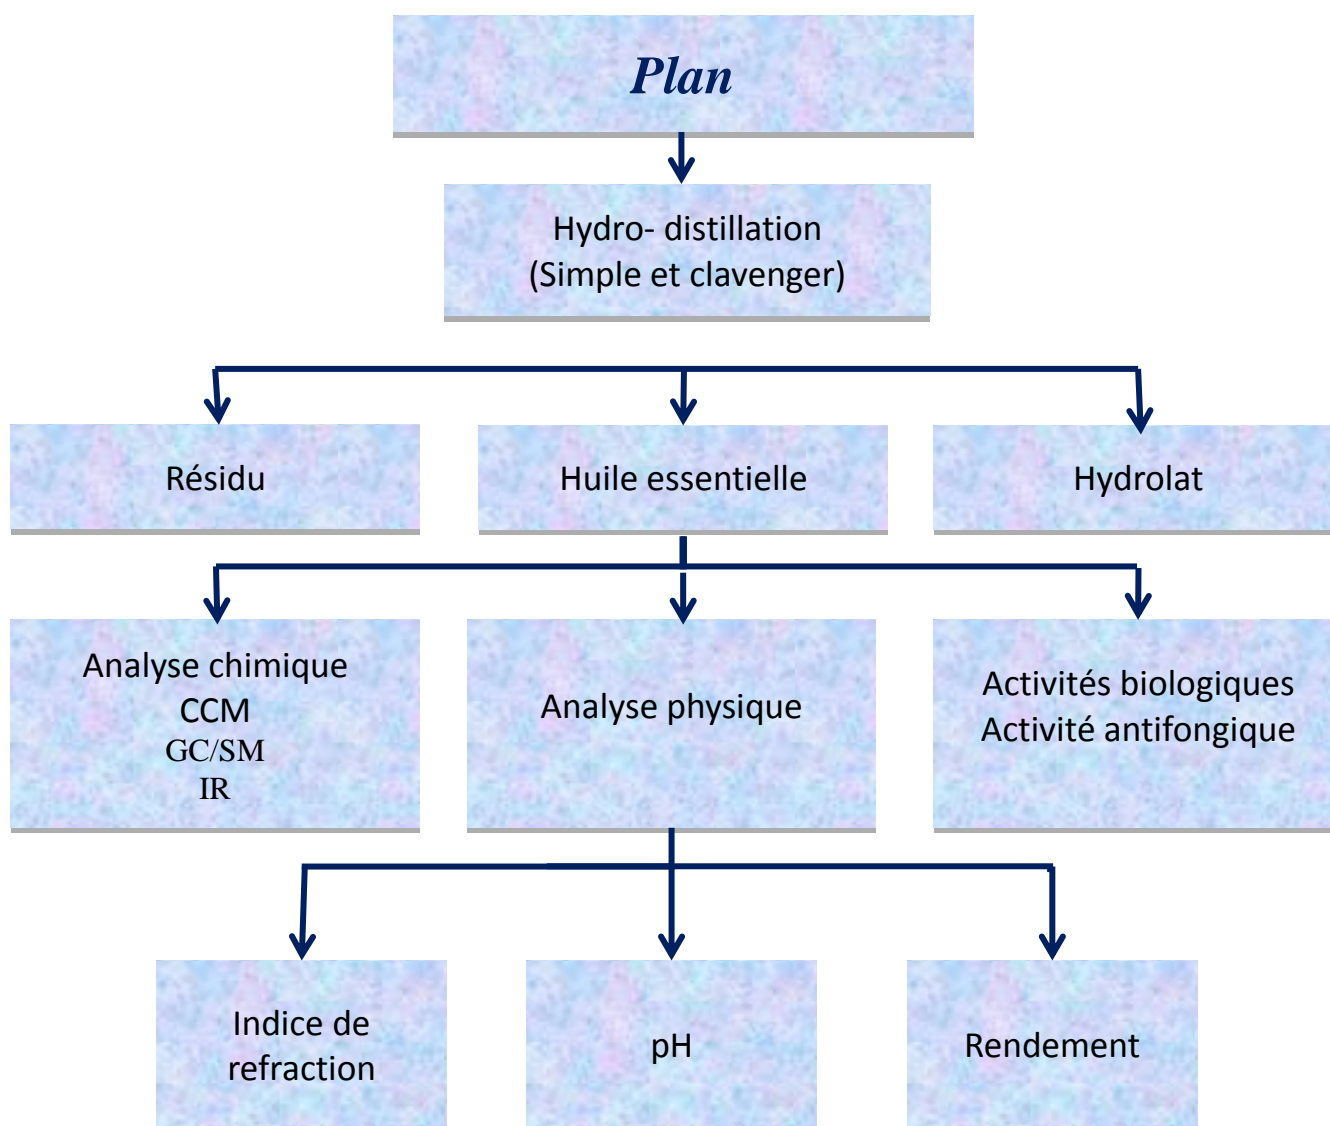 Plan
Hydro- distillation
(Simple et clavenger)
Résidu
Huile essentielle
Hydrolat
Analyse chimique
CCM
GC/SM
IR
Analyse physique
Activités biologiques
Activité antifongique
Indice de
refraction
pH
Rendement